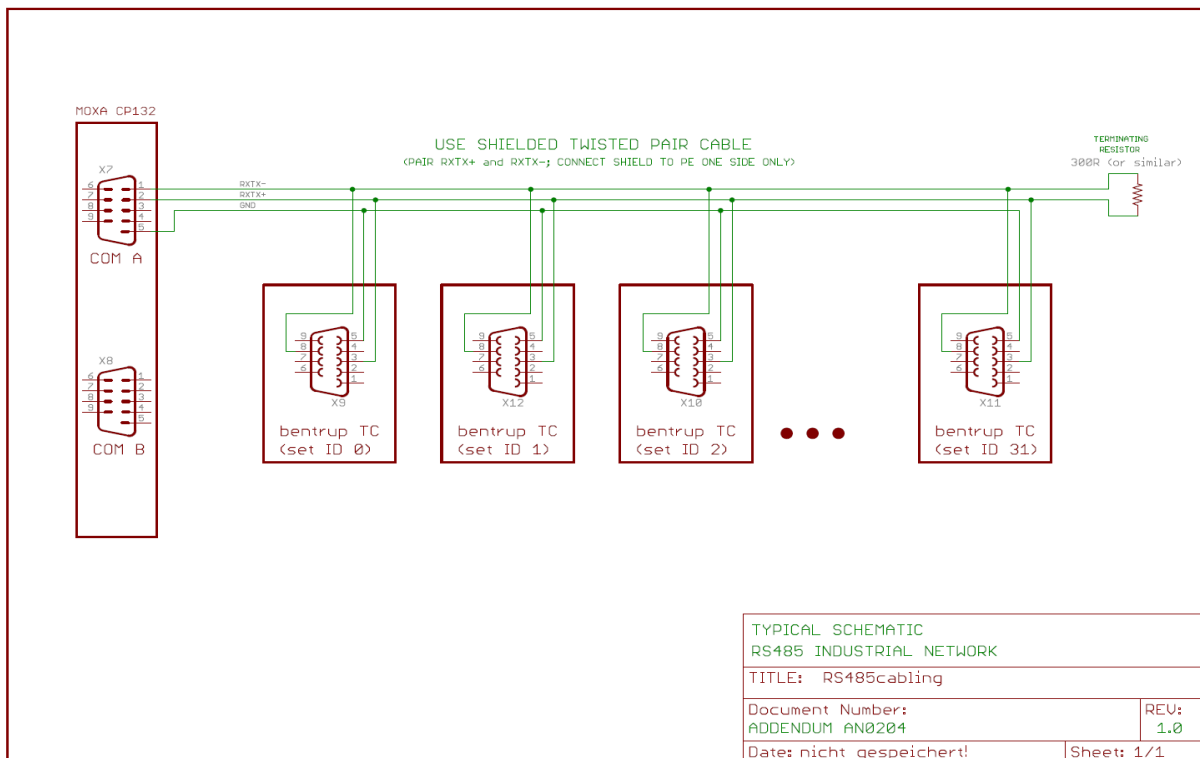 MOXA CP132
USE SHIELDED TWISTED PAIR CABLE
(PAIR RXTX+ and RXTX-; CONNECT SHIELD TO PE ONE SIDE ONLY)
TERMINATING
RESISTOR
300R (or similar)
X7
6
7
8
9
1
2
3
4
5
COM A
RXTX-
RXTX+
GND
X8
6
7
8
9
1
2
3
4
5
COM B
9
8
7
6
5
4
3
2
1
X9
bentrup TC
(set ID 0)
9
8
7
6
5
4
3
2
1
X12
bentrup TC
(set ID 1)
9
8
7
6
5
4
3
2
1
X10
bentrup TC
(set ID 2)
9
8
7
6
5
4
3
2
1
X11
bentrup TC
(set ID 31)
TYPICAL SCHEMATIC
RS485 INDUSTRIAL NETWORK
TITLE: RS485cabling
Document Number:
ADDENDUM AN0204
REV:
1.0
Date: nicht gespeichert!
Sheet: 1/1